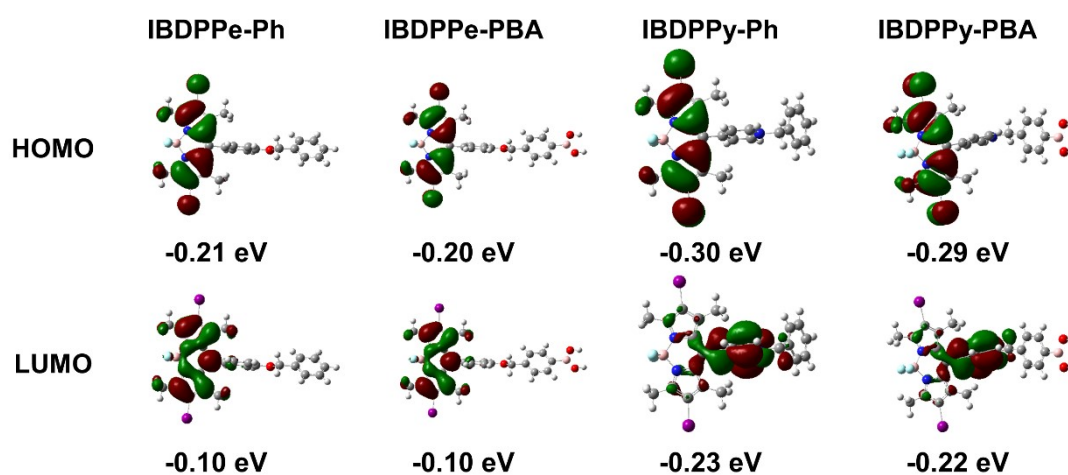 IBDPPe-Ph IBDPPe-PBA IBDPPy-Ph IBDPPy-PBA
HOMO
-0.21 eV -0.20 eV -0.30 eV -0.29 eV
LUMO
-0.10 eV -0.10 eV -0.23 eV -0.22 eV